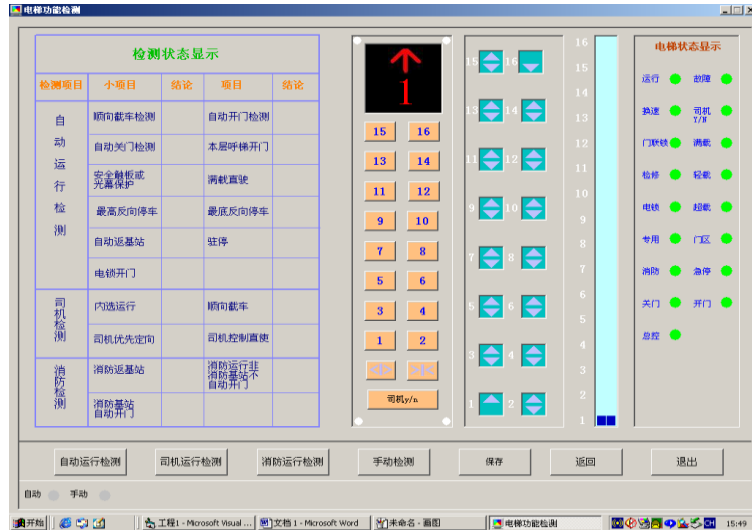 电梯功能检测
检测状态显示
检测项目 小项目 结论 项目 结论
自动运行检测
顺向截车检测 自动开门检测
自动关门检测 本层呼梯开门
安全触板或
光幕保护 满载直驶
最高反向停车 最底反向停车
自动返基站 驻停
电锁开门
司机检测
内选运行 顺向截车
司机优先定向 司机控制直使
消防检测
消防返基站 消防运行非
消防基站不
自动开门
消防基站
自动开门
1
15 16
13 14
11 12
9 10
7 8
5 6
3 4
1 2
<|> >|<
司机y/n
15 16
13 14
11 12
9 10
7 8
5 6
3 4
1 2
16
15
14
13
12
11
10
9
8
7
6
5
4
3
2
1
电梯状态显示
运行 故障
换速 司机
Y/N
门联锁 满载
检修 轻载
电锁 超载
专用 门区
消防 急停
关门 开门
总控
自动运行检测 司机运行检测 消防运行检测 手动检测 保存 返回 退出
自动 手动
开始 工程1 - Microsoft Visual ... 文档 1 - Microsoft Word 未命名 - 画图 电梯功能检测 CH 15:49